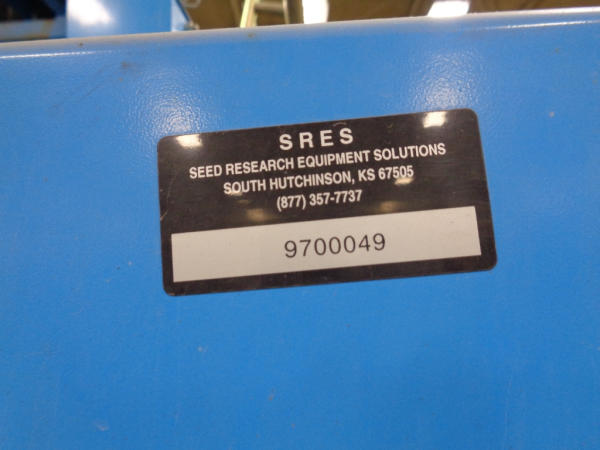 SRES
SEED RESEARCH EQUIPMENT SOLUTIONS
SOUTH HUTCHINSON, KS 67505
(877) 357-7737
9700049